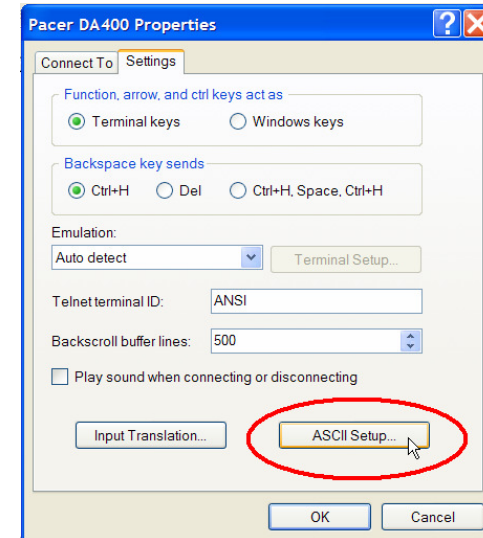 Pacer DA400 Properties
Connect To Settings
Function, arrow, and ctrl keys act as
Terminal keys Windows keys
Backspace key sends
Ctrl+H Del Ctrl+H, Space, Ctrl+H
Emulation:
Auto detect Terminal Setup...
Telnet terminal ID: ANSI
Backscroll buffer lines: 500
Play sound when connecting or disconnecting
Input Translation... ASCII Setup...
OK Cancel